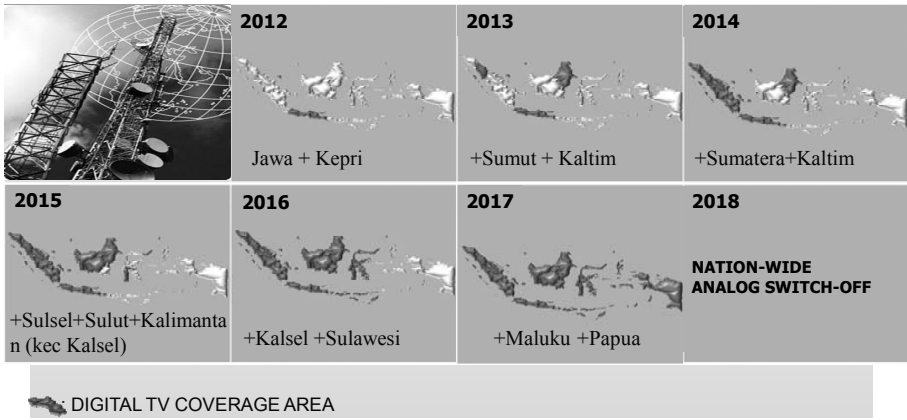 2012
Jawa + Kepri
2013
+Sumut + Kaltim
2014
+Sumatera+Kaltim
2015
+Sulsel+Sulut+Kalimanta
n (kec Kalsel)
2016
+Kalsel +Sulawesi
2017
+Maluku +Papua
2018
NATION-WIDE
ANALOG SWITCH-OFF
: DIGITAL TV COVERAGE AREA